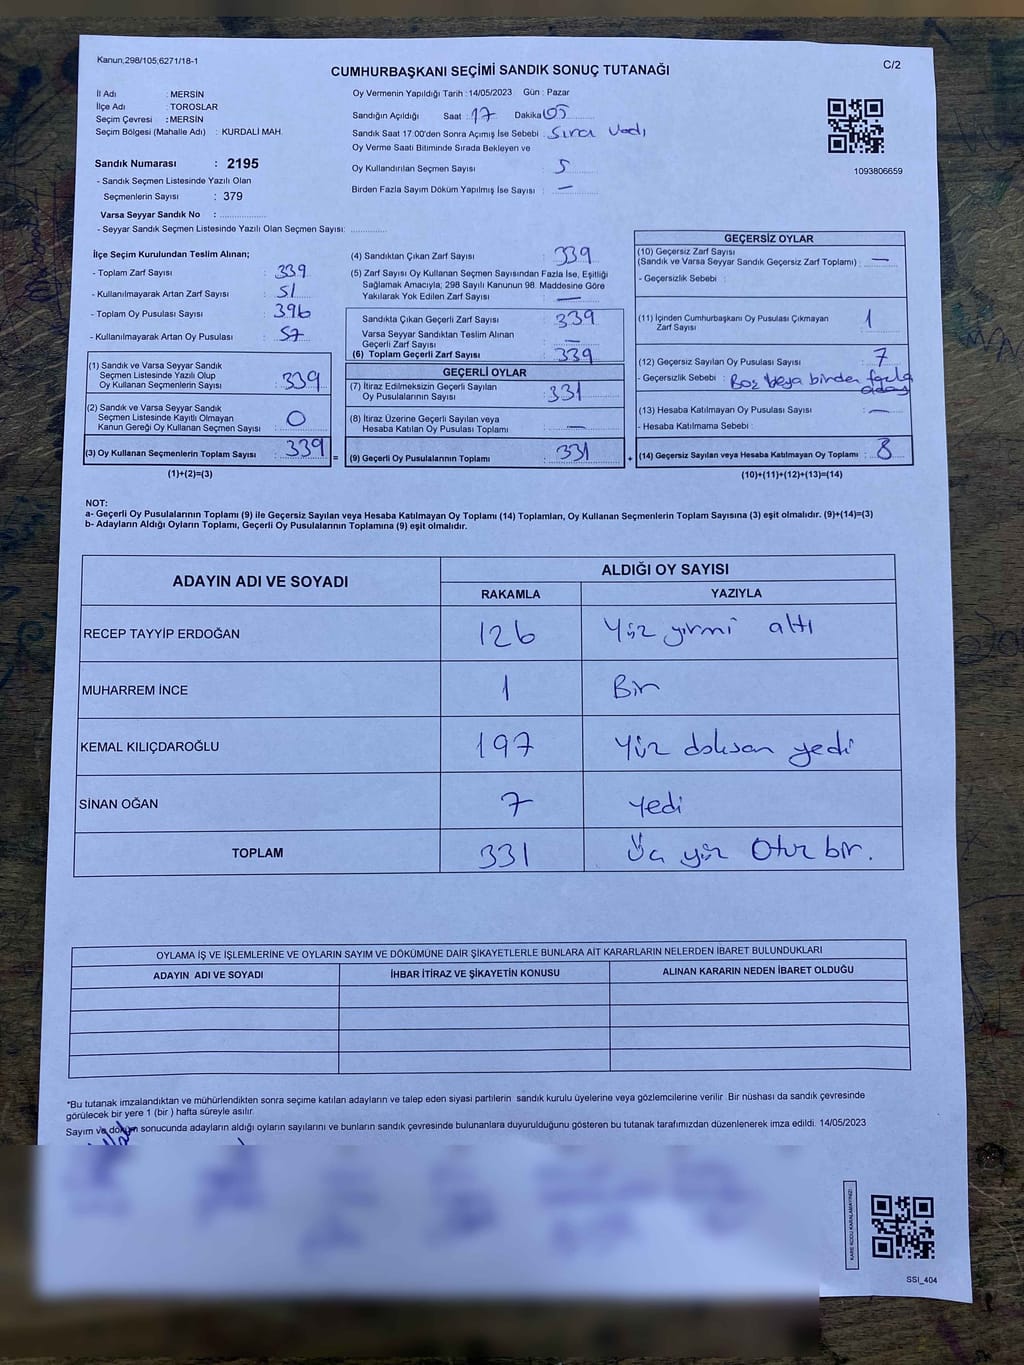 Kanun,298/105,6271/18-1
CUMHURBAŞKANI SEÇİMİ SANDIK SONUÇ TUTANAĞI
C/2
İl Adı : MERSİN
İlçe Adı : TOROSLAR
Seçim Çevresi : MERSİN
Seçim Bölgesi (Mahalle Adı) : KURDALİ MAH.
Sandık Numarası : 2195
- Sandık Seçmen Listesinde Yazılı Olan
Seçmenlerin Sayısı : 379
Varsa Seyyar Sandık No :
- Seyyar Sandık Seçmen Listesinde Yazılı Olan Seçmen Sayısı:
Oy Vermenin Yapıldığı Tarih : 14/05/2023 Gün : Pazar
Sandığın Açıldığı Saat : 17 Dakika 05
Sandık Saat 17:00'den Sonra Açımış İse Sebebi : Sıra Vadı
Oy Verme Saati Bitiminde Sırada Bekleyen ve
Oy Kullandırılan Seçmen Sayısı : 5
Birden Fazla Sayım Döküm Yapılmış İse Sayısı : —
1093806659
İlçe Seçim Kurulundan Teslim Alınan;
- Toplam Zarf Sayısı : 339
- Kullanılmayarak Artan Zarf Sayısı : 51
- Toplam Oy Pusulası Sayısı : 396
- Kullanılmayarak Artan Oy Pusulası : 57
(1) Sandık ve Varsa Seyyar Sandık
Seçmen Listesinde Yazılı Olup
Oy Kullanan Seçmenlerin Sayısı : 339
(2) Sandık ve Varsa Seyyar Sandık
Seçmen Listesinde Kayıtlı Olmayan
Kanun Gereği Oy Kullanan Seçmen Sayısı : 0
(3) Oy Kullanan Seçmenlerin Toplam Sayısı : 339
(1)+(2)=(3)
(4) Sandıktan Çıkan Zarf Sayısı : 339
(5) Zarf Sayısı Oy Kullanan Seçmen Sayısından Fazla İse, Eşitliği
Sağlamak Amacıyla; 298 Sayılı Kanunun 98. Maddesine Göre
Yakılarak Yok Edilen Zarf Sayısı : —
Sandıkta Çıkan Geçerli Zarf Sayısı : 339
Varsa Seyyar Sandıktan Teslim Alınan
Geçerli Zarf Sayısı : —
(6) Toplam Geçerli Zarf Sayısı : 339
GEÇERLİ OYLAR
(7) İtiraz Edilmeksizin Geçerli Sayılan
Oy Pusulasının Sayısı : 331
(8) İtiraz Üzerine Geçerli Sayılan veya
Hesaba Katılan Oy Pusulası Toplamı : —
= (9) Geçerli Oy Pusulalarının Toplamı : 331 +
GEÇERSİZ OYLAR
(10) Geçersiz Zarf Sayısı
(Sandık ve Varsa Seyyar Sandık Geçersiz Zarf Toplamı) : —
- Geçersizlik Sebebi :
(11) İçinden Cumhurbaşkanı Oy Pusulası Çıkmayan
Zarf Sayısı : 1
(12) Geçersiz Sayılan Oy Pusulası Sayısı : 7
- Geçersizlik Sebebi : Boş veya birden fazla
aday
(13) Hesaba Katılmayan Oy Pusulası Sayısı : —
- Hesaba Katılmama Sebebi :
(14) Geçersiz Sayılan veya Hesaba Katılmayan Oy Toplamı : 8
(10)+(11)+(12)+(13)=(14)
NOT:
a- Geçerli Oy Pusulalarının Toplamı (9) ile Geçersiz Sayılan veya Hesaba Katılmayan Oy Toplamı (14) Toplamları, Oy Kullanan Seçmenlerin Toplam Sayısına (3) eşit olmalıdır. (9)+(14)=(3)
b- Adayların Aldığı Oyların Toplamı, Geçerli Oy Pusulalarının Toplamına (9) eşit olmalıdır.
ADAYIN ADI VE SOYADI ALDIĞI OY SAYISI
RAKAMLA YAZIYLA
RECEP TAYYİP ERDOĞAN 126 Yüz yirmi altı
MUHARREM İNCE 1 Bir
KEMAL KILIÇDAROĞLU 197 Yüz doksan yedi
SİNAN OĞAN 7 Yedi
TOPLAM 331 Üç yüz Otuz bir.
OYLAMA İŞ VE İŞLEMLERİNE VE OYLARIN SAYIM VE DÖKÜMÜNE DAİR ŞİKAYETLERLE BUNLARA AİT KARARLARIN NELERDEN İBARET BULUNDUKLARI
ADAYIN ADI VE SOYADI İHBAR İTİRAZ VE ŞİKAYETİN KONUSU ALINAN KARARIN NEDEN İBARET OLDUĞU
*Bu tutanak imzalandıktan ve mühürlendikten sonra seçime katılan adayların ve talep eden siyasi partilerin sandık kurulu üyelerine veya gözlemcilerine verilir. Bir nüshası da sandık çevresinde
görülecek bir yere 1 (bir ) hafta süreyle asılır.
Sayım ve döküm sonucunda adayların aldığı oyların sayılarını ve bunların sandık çevresinde bulunanlara duyurulduğunu gösteren bu tutanak tarafımızdan düzenlenerek imza edildi. 14/05/2023
KARE KODU KARALAMAYINIZ!
SSI_404